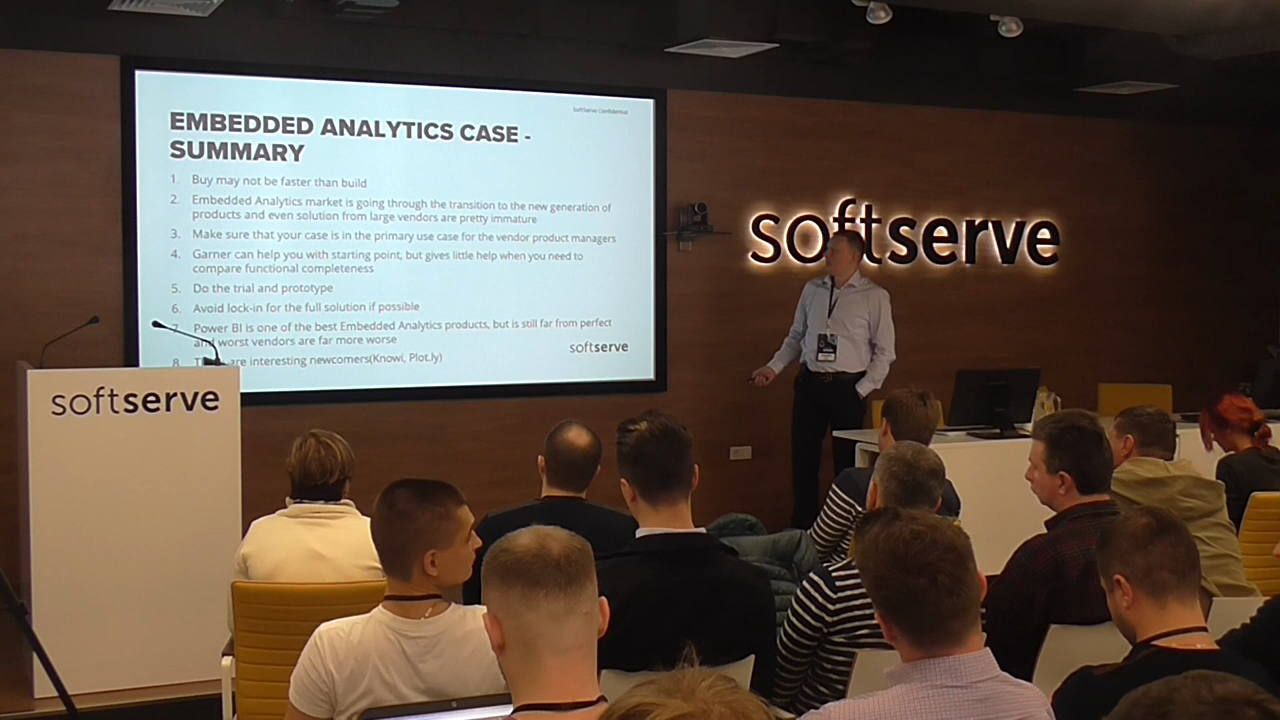 SoftServe Confidential
EMBEDDED ANALYTICS CASE -
SUMMARY
1. Buy may not be faster than build
2. Embedded Analytics market is going through the transition to the new generation of
products and even solution from large vendors are pretty immature
3. Make sure that your case is in the primary use case for the vendor product managers
4. Garner can help you with starting point, but gives little help when you need to
compare functional completeness
5. Do the trial and prototype
6. Avoid lock-in for the full solution if possible
7. Power BI is one of the best Embedded Analytics products, but is still far from perfect
and worst vendors are far more worse
8. are interesting newcomers(Knowi, Plot.ly)
softserve
softserve
softserve